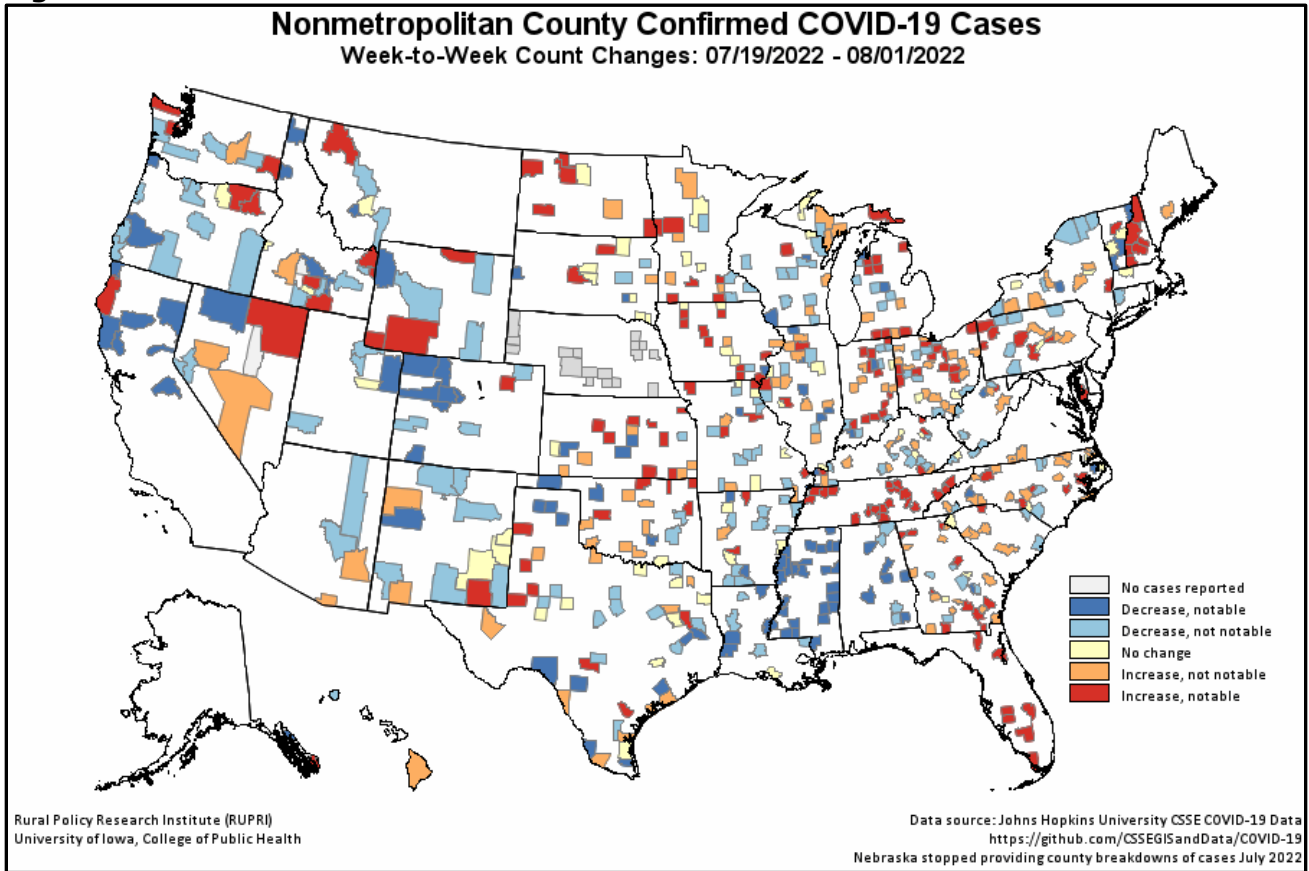 Nonmetropolitan County Confirmed COVID-19 Cases
Week-to-Week Count Changes: 07/19/2022 - 08/01/2022
No cases reported
Decrease, notable
Decrease, not notable
No change
Increase, not notable
Increase, notable
Rural Policy Research Institute (RUPRI)
University of Iowa, College of Public Health
Data source: Johns Hopkins University CSSE COVID-19 Data
https://github.com/CSSEGISandData/COVID-19
Nebraska stopped providing county breakdowns of cases July 2022